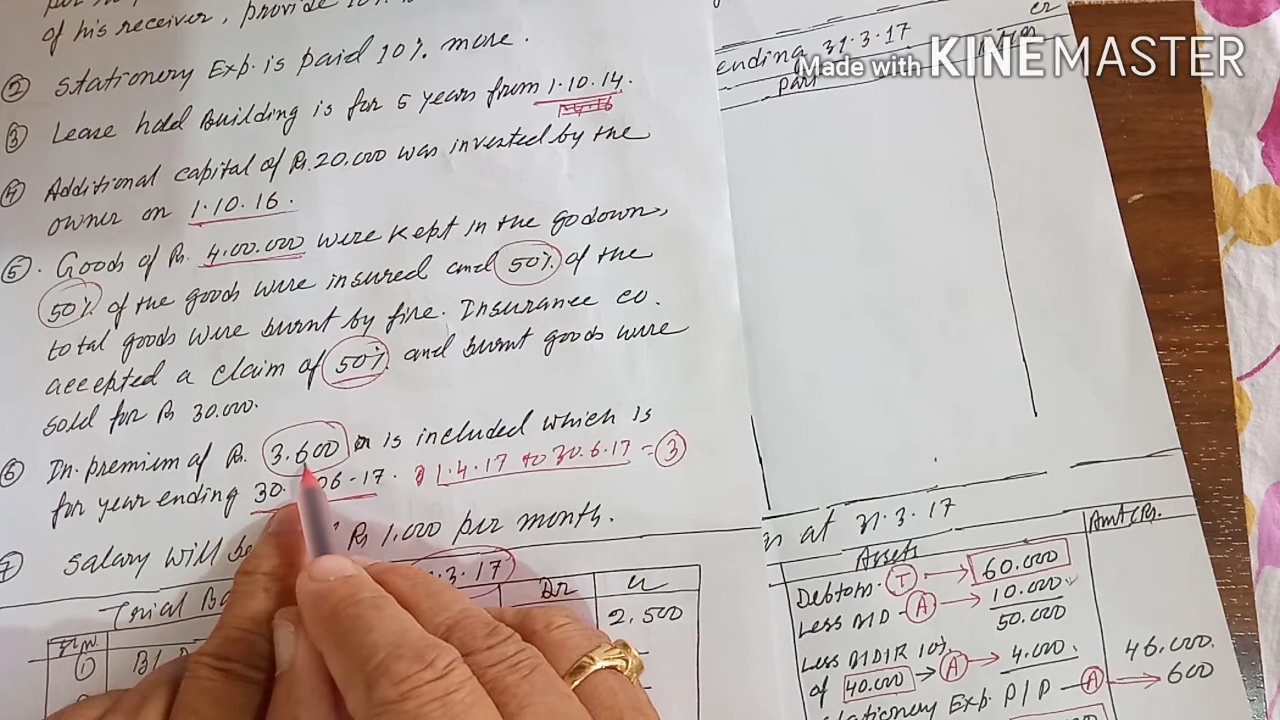 of his receiver, provide 10%
② Stationery Exp. is paid 10% more.
③ Lease hold Building is for 5 years from 1.10.14.
④ Additional capital of Rs. 20.000 was invested by the
owner on 1.10.16.
⑤. Goods of Rs. 4.00.000 were kept in the godown,
50% of the goods were insured and 50% of the
total goods were burnt by fire. Insurance co.
accepted a claim of 50% and burnt goods were
sold for Rs 30.000.
⑥ In. premium of Rs. 3.600 is included which is
for year ending 30. 06-17. 1.4.17 to 30.6.17 = ③
⑦ Salary will be Rs 1,000 per month.
.3.17
Dr
cr
①
2,500
cr
ending 31.3.17
Made with KINEMASTER
as at 31.3.17
Assets
Amt(Rs.
Debtors. T → 60.000
Less B/D - A → 10.000
50.000
Less B/D/R 10%
of 40.000 → A → 4.000. 46.000.
Stationery Exp. P/P - A → 600